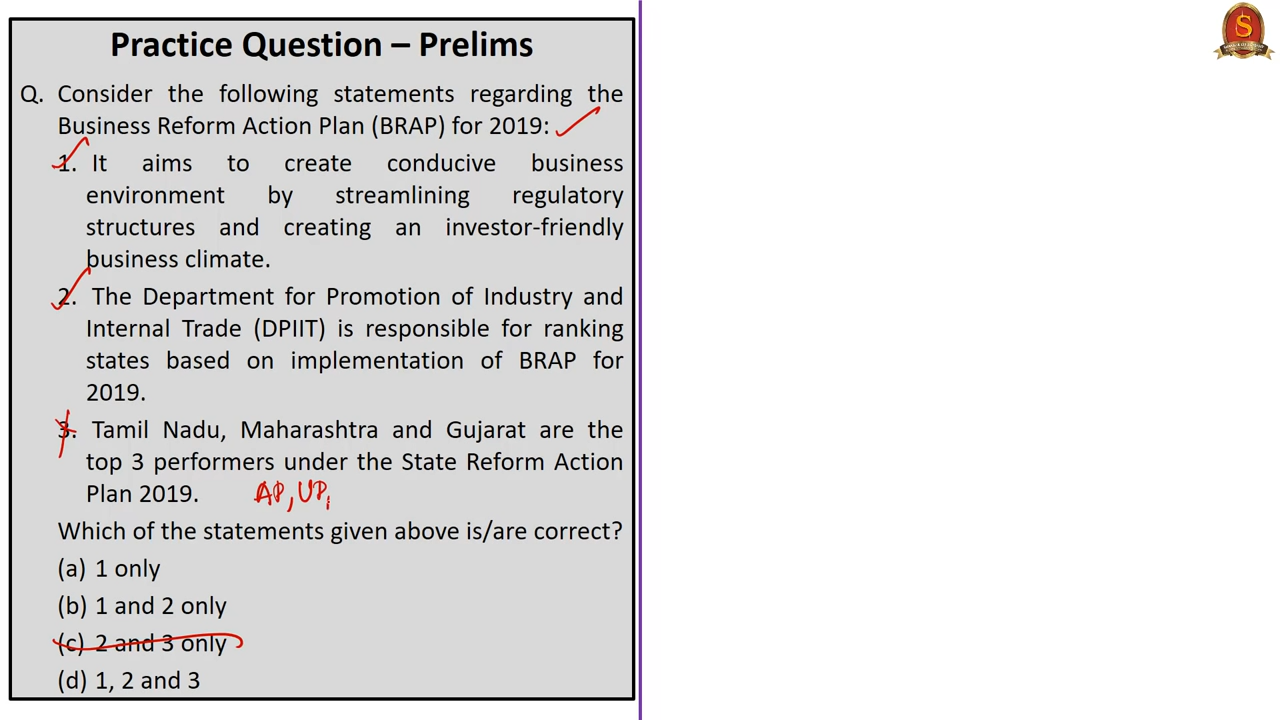 Practice Question – Prelims
Q. Consider the following statements regarding the
Business Reform Action Plan (BRAP) for 2019:
1. It aims to create conducive business
environment by streamlining regulatory
structures and creating an investor-friendly
business climate.
2. The Department for Promotion of Industry and
Internal Trade (DPIIT) is responsible for ranking
states based on implementation of BRAP for
2019.
3. Tamil Nadu, Maharashtra and Gujarat are the
top 3 performers under the State Reform Action
Plan 2019.
AP, UP,
Which of the statements given above is/are correct?
(a) 1 only
(b) 1 and 2 only
(c) 2 and 3 only
(d) 1, 2 and 3
S